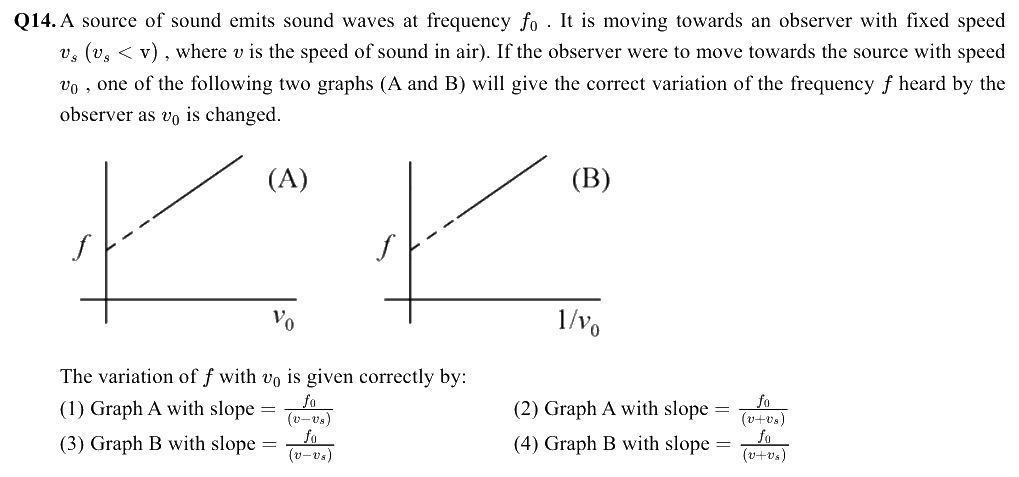 Q14. A source of sound emits sound waves at frequency f₀ . It is moving towards an observer with fixed speed
vₛ (vₛ < v) , where v is the speed of sound in air). If the observer were to move towards the source with speed
v₀ , one of the following two graphs (A and B) will give the correct variation of the frequency f heard by the
observer as v₀ is changed.
(A) (B)
f f
v₀ 1/v₀
The variation of f with v₀ is given correctly by:
(1) Graph A with slope = f₀/(v−vₛ) (2) Graph A with slope = f₀/(v+vₛ)
(3) Graph B with slope = f₀/(v−vₛ) (4) Graph B with slope = f₀/(v+vₛ)